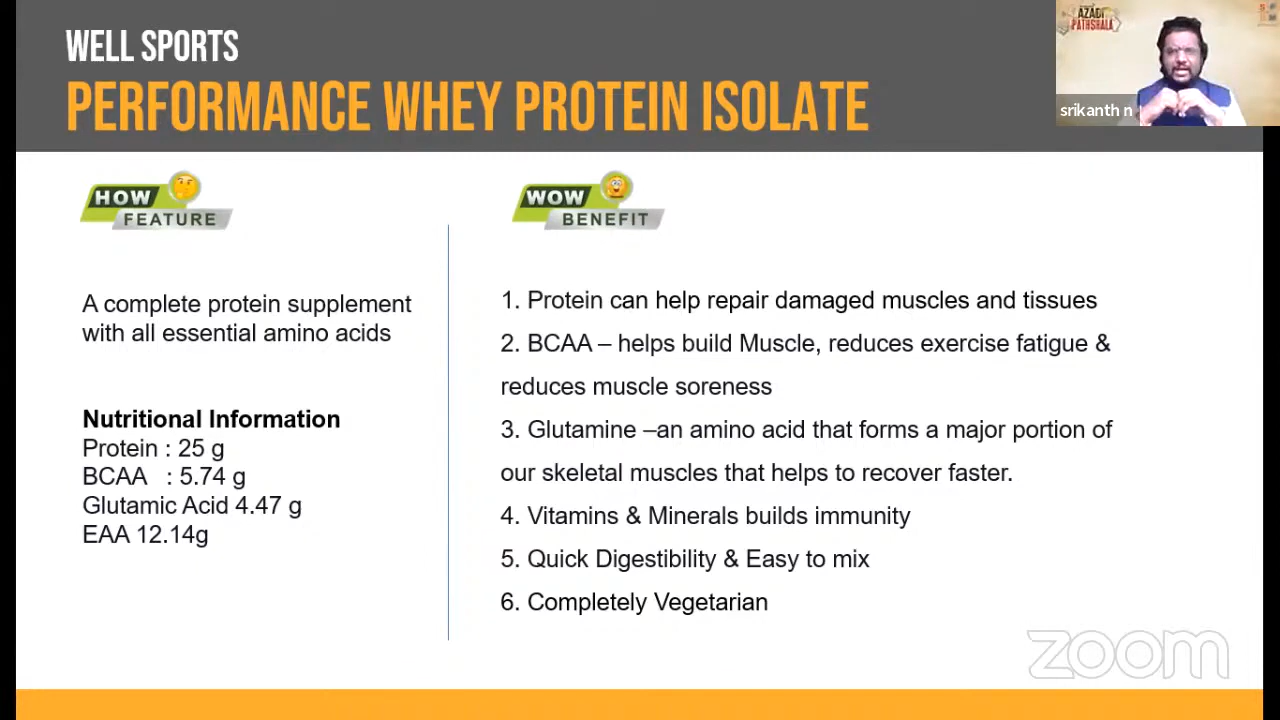 WELL SPORTS
PERFORMANCE WHEY PROTEIN ISOLATE
AZADI
PATHSHALA
srikanth n
HOW
FEATURE
A complete protein supplement
with all essential amino acids
Nutritional Information
Protein : 25 g
BCAA : 5.74 g
Glutamic Acid 4.47 g
EAA 12.14g
WOW
BENEFIT
1. Protein can help repair damaged muscles and tissues
2. BCAA – helps build Muscle, reduces exercise fatigue &
reduces muscle soreness
3. Glutamine –an amino acid that forms a major portion of
our skeletal muscles that helps to recover faster.
4. Vitamins & Minerals builds immunity
5. Quick Digestibility & Easy to mix
6. Completely Vegetarian
zoom